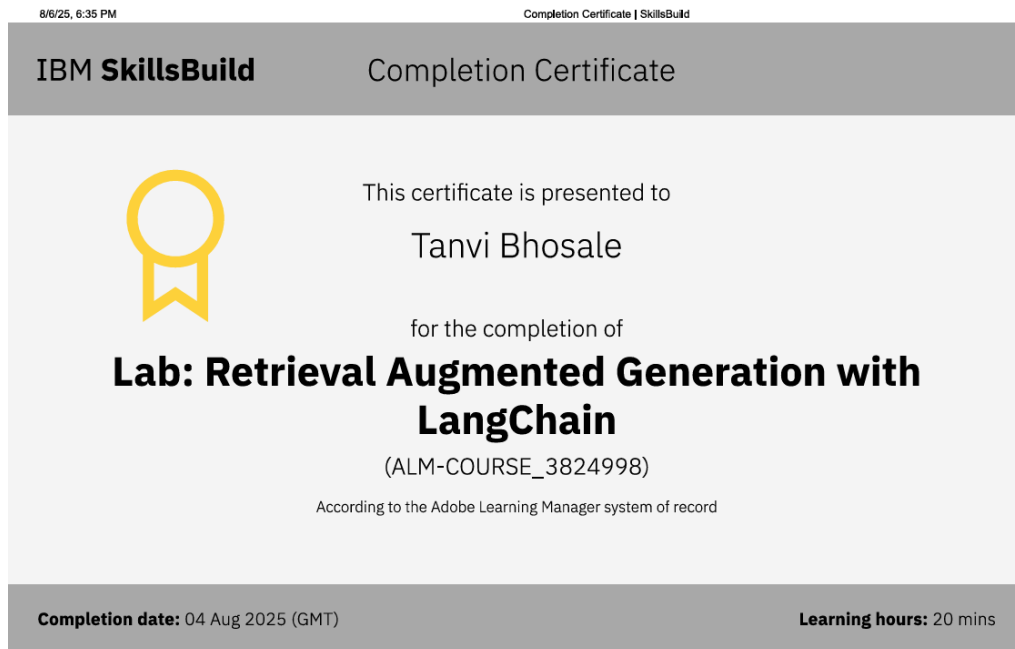 8/6/25, 6:35 PM
Completion Certificate | SkillsBuild
IBM SkillsBuild
Completion Certificate
This certificate is presented to
Tanvi Bhosale
for the completion of
Lab: Retrieval Augmented Generation with
LangChain
(ALM-COURSE_3824998)
According to the Adobe Learning Manager system of record
Completion date: 04 Aug 2025 (GMT)
Learning hours: 20 mins